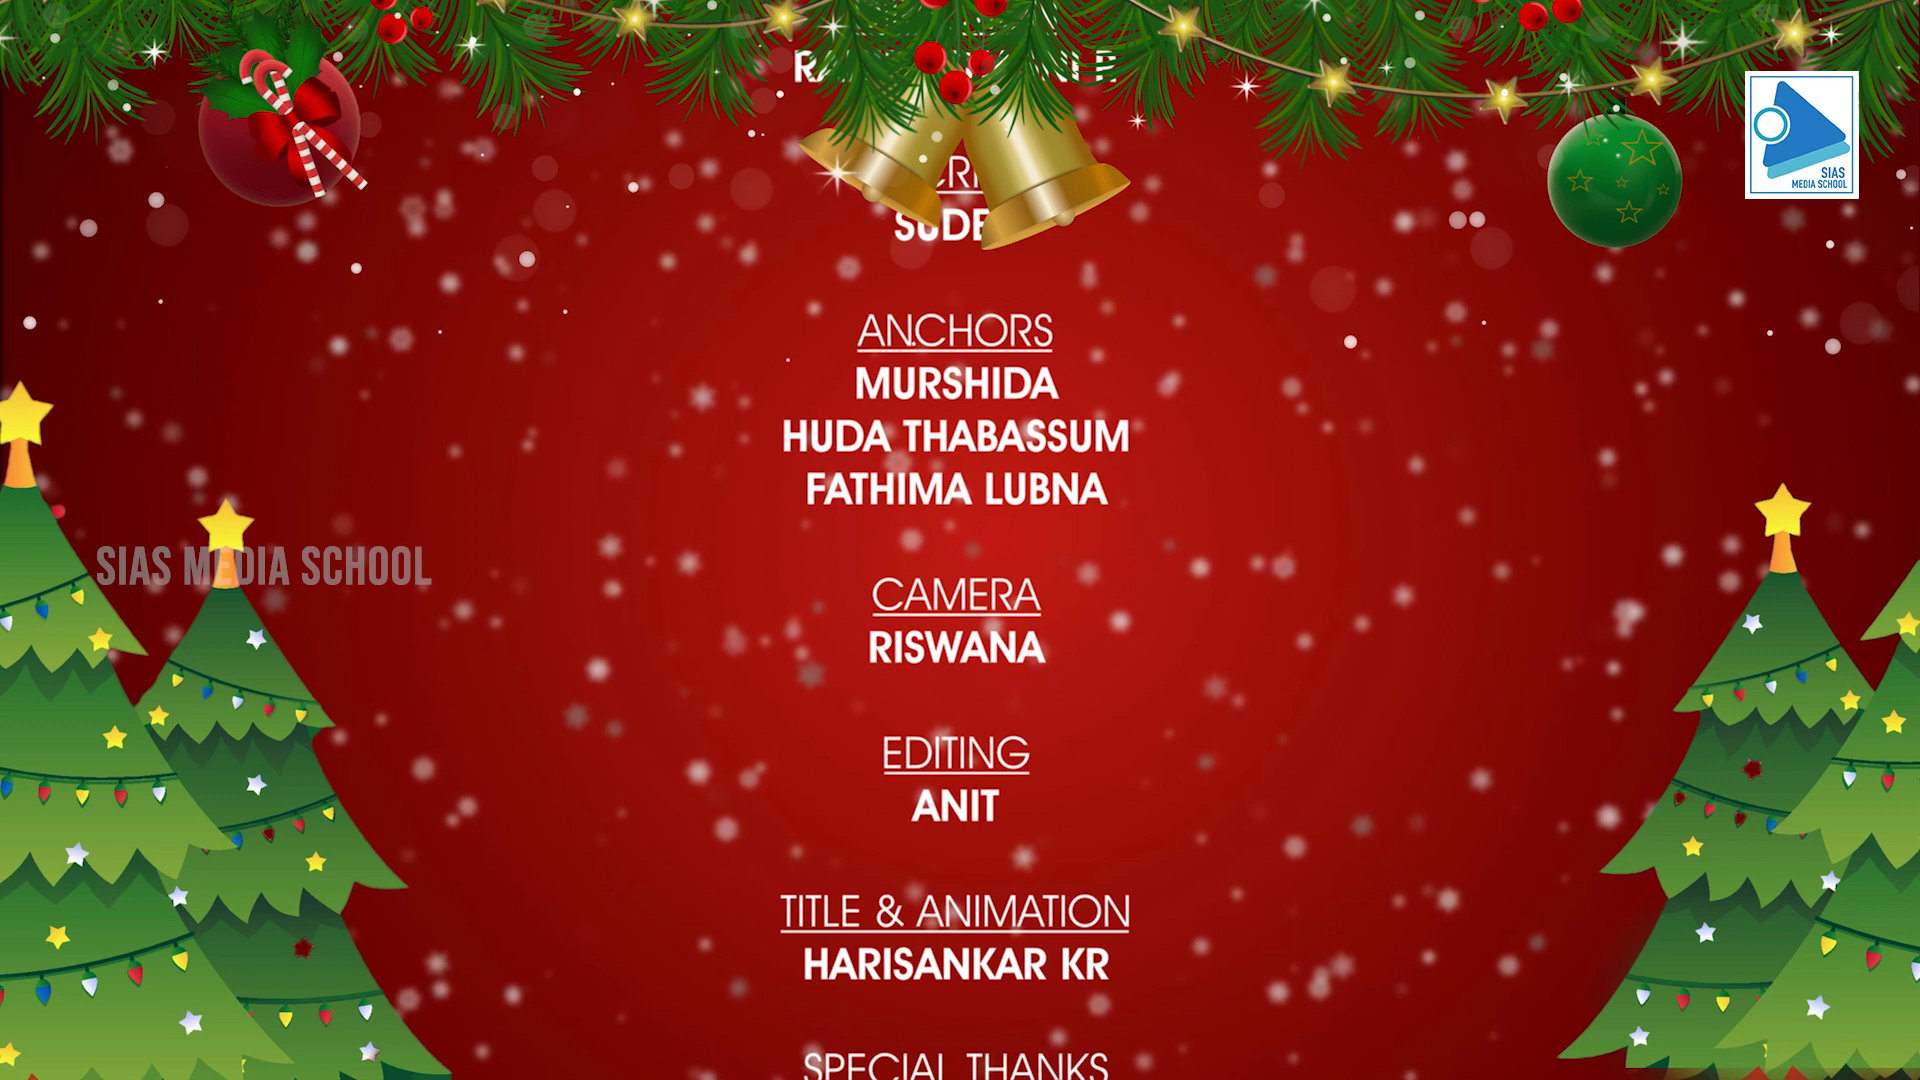 SIAS
MEDIA SCHOOL
ANCHORS
MURSHIDA
HUDA THABASSUM
FATHIMA LUBNA
CAMERA
RISWANA
SIAS MEDIA SCHOOL
EDITING
ANIT
TITLE & ANIMATION
HARISANKAR KR
SPECIAL THANKS